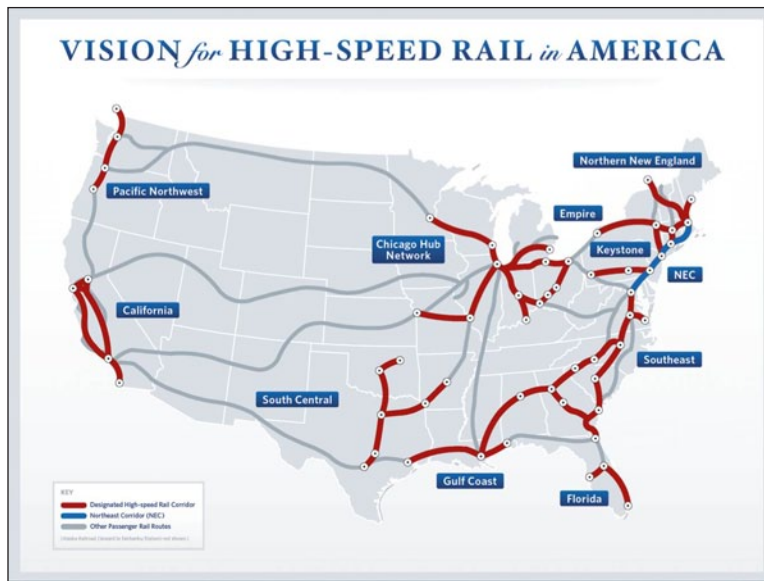 VISION for HIGH-SPEED RAIL in AMERICA
Northern New England
Pacific Northwest
Empire
Chicago Hub
Network
Keystone
NEC
California
Southeast
South Central
Gulf Coast
Florida
KEY
Designated High-speed Rail Corridor
Northeast Corridor (NEC)
Other Passenger Rail Routes